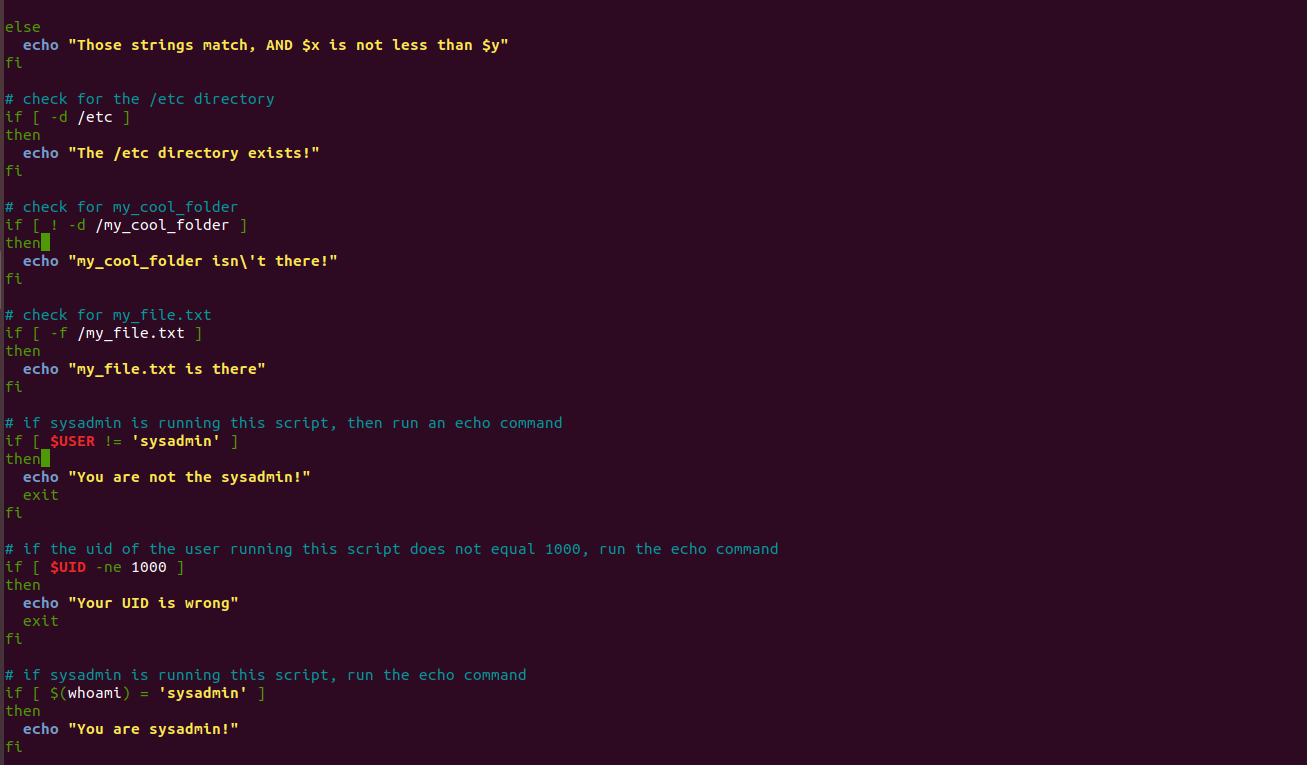 else
  echo "Those strings match, AND $x is not less than $y"
fi

# check for the /etc directory
if [ -d /etc ]
then
  echo "The /etc directory exists!"
fi

# check for my_cool_folder
if [ ! -d /my_cool_folder ]
then
  echo "my_cool_folder isn\'t there!"
fi

# check for my_file.txt
if [ -f /my_file.txt ]
then
  echo "my_file.txt is there"
fi

# if sysadmin is running this script, then run an echo command
if [ $USER != 'sysadmin' ]
then
  echo "You are not the sysadmin!"
  exit
fi

# if the uid of the user running this script does not equal 1000, run the echo command
if [ $UID -ne 1000 ]
then
  echo "Your UID is wrong"
  exit
fi

# if sysadmin is running this script, run the echo command
if [ $(whoami) = 'sysadmin' ]
then
  echo "You are sysadmin!"
fi